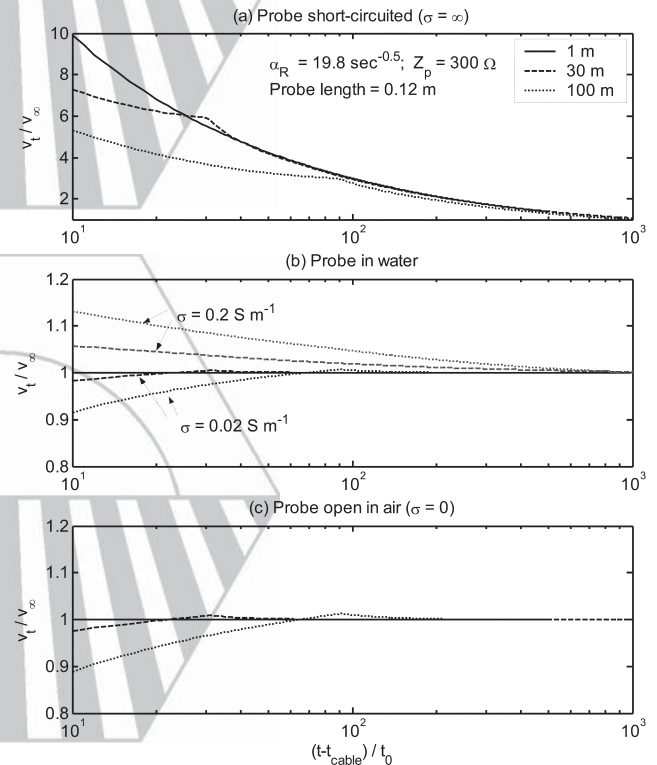 (a) Probe short-circuited (σ = ∞)
10
8
6
4
2
v_t / v_∞
α_R = 19.8 sec^-0.5; Z_p = 300 Ω
Probe length = 0.12 m
1 m
30 m
100 m
10^1
10^2
10^3
(b) Probe in water
1.2
1.1
1
0.9
0.8
v_t / v_∞
σ = 0.2 S m^-1
σ = 0.02 S m^-1
10^1
10^2
10^3
(c) Probe open in air (σ = 0)
1.2
1.1
1
0.9
0.8
v_t / v_∞
10^1
10^2
10^3
(t-t_cable) / t_0